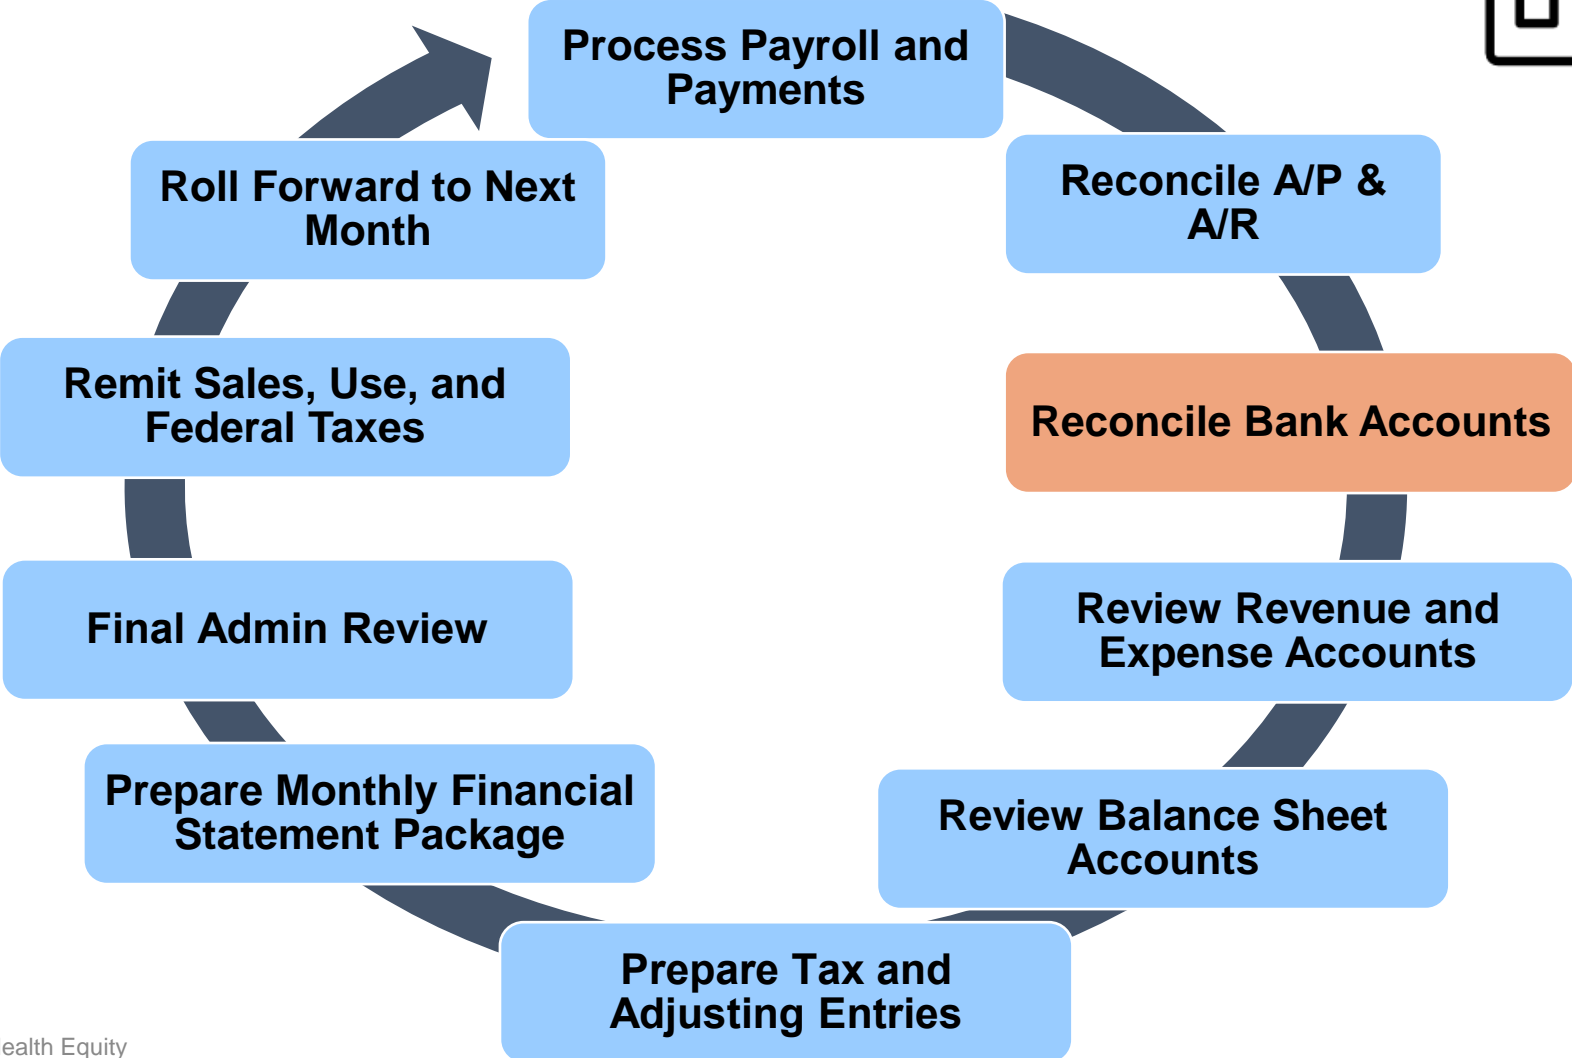 Process Payroll and
Payments
Reconcile A/P &
A/R
Reconcile Bank Accounts
Review Revenue and
Expense Accounts
Review Balance Sheet
Accounts
Prepare Tax and
Adjusting Entries
Prepare Monthly Financial
Statement Package
Final Admin Review
Remit Sales, Use, and
Federal Taxes
Roll Forward to Next
Month
ealth Equity